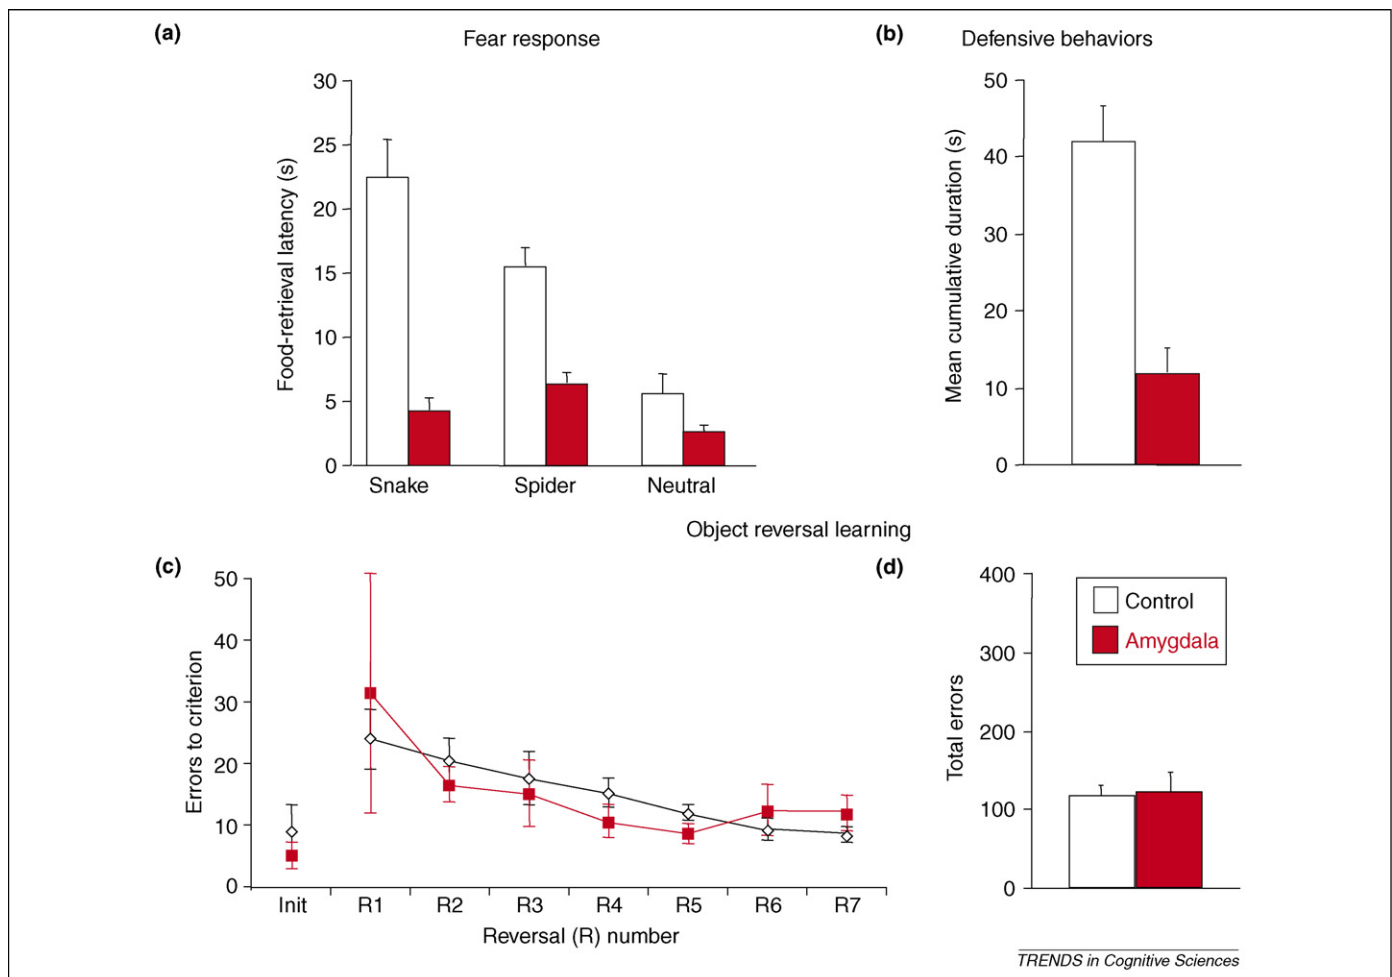 (a)
Fear response
30
25
20
15
10
5
0
Food-retrieval latency (s)
Snake Spider Neutral
(b)
Defensive behaviors
50
40
30
20
10
0
Mean cumulative duration (s)
Object reversal learning
(c)
50
40
30
20
10
0
Errors to criterion
Init R1 R2 R3 R4 R5 R6 R7
Reversal (R) number
(d)
400
300
200
100
0
Total errors
Control
Amygdala
TRENDS in Cognitive Sciences